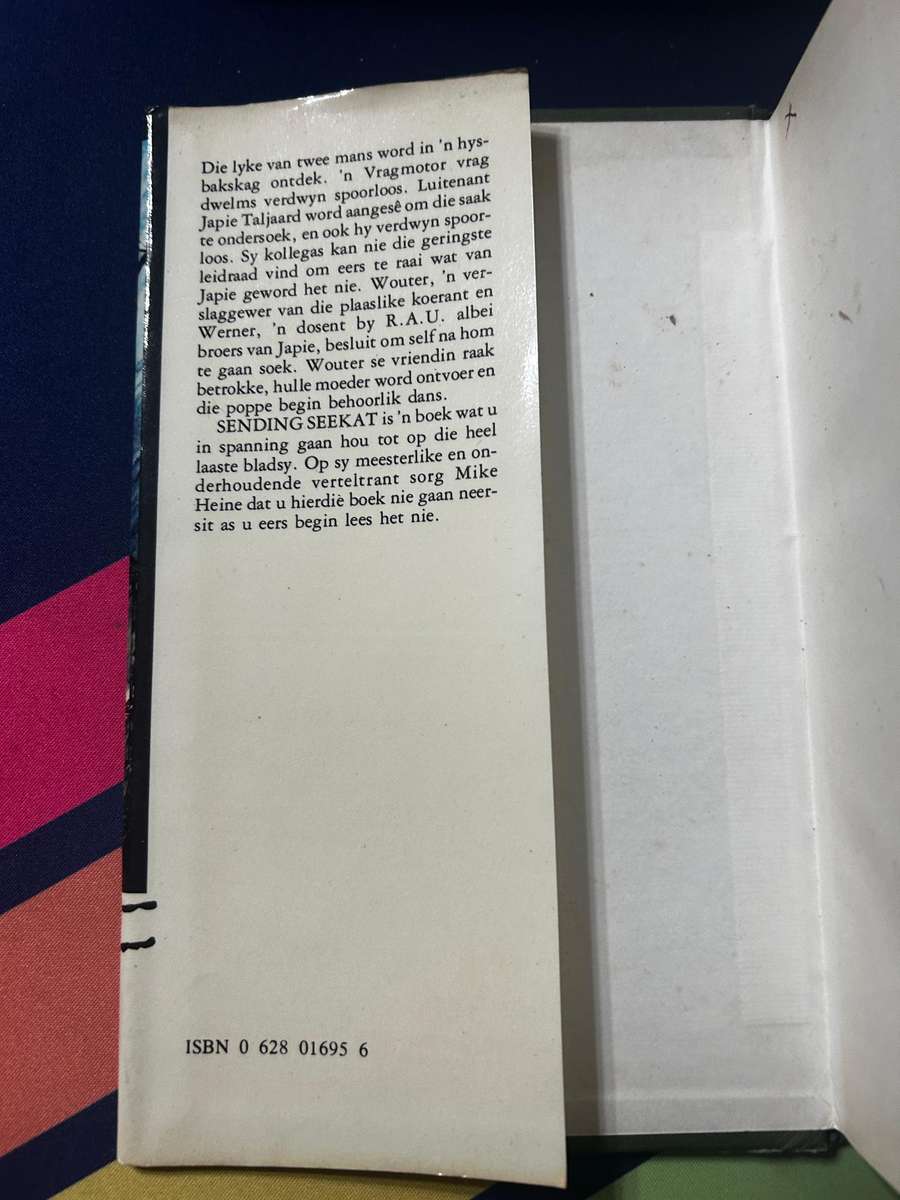 Die lyke van twee mans word in 'n hys-
bakskag ontdek. 'n Vragmotor vrag
dwelms verdwyn spoorloos. Luitenant
Japie Taljaard word aangesê om die saak
te ondersoek, en ook hy verdwyn spoor-
loos. Sy kollegas kan nie die geringste
leidraad vind om eers te raai wat van
Japie geword het nie. Wouter, 'n ver-
slaggewer van die plaaslike koerant en
Werner, 'n dosent by R.A.U. albei
broers van Japie, besluit om self na hom
te gaan soek. Wouter se vriendin raak
betrokke, hulle moeder word ontvoer en
die poppe begin behoorlik dans.
SENDING SEEKAT is 'n boek wat u
in spanning gaan hou tot op die heel
laaste bladsy. Op sy meesterlike en on-
derhoudende verteltrant sorg Mike
Heine dat u hierdie boek nie gaan neer-
sit as u eers begin lees het nie.
ISBN 0 628 01695 6